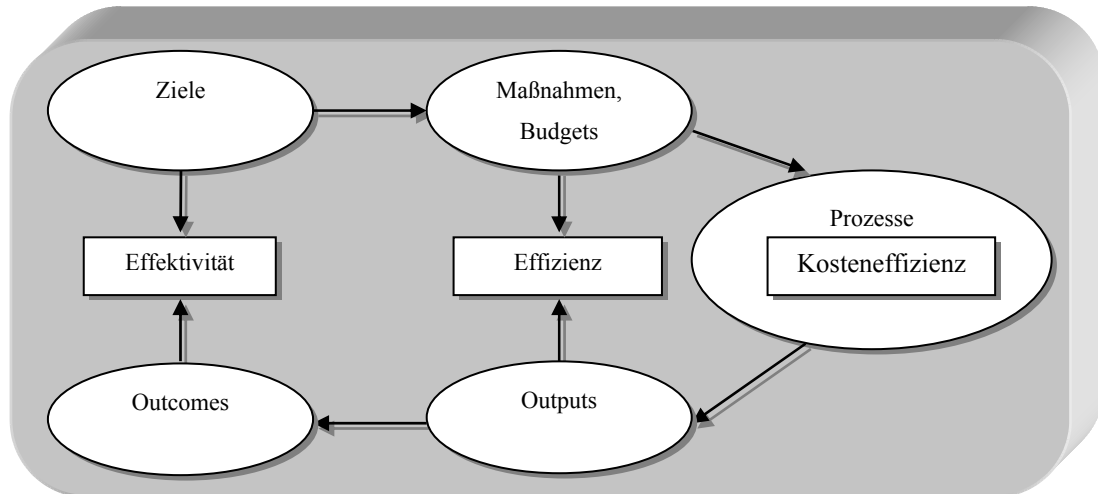 Ziele
Maßnahmen,
Budgets
Prozesse
Effektivität
Effizienz
Kosteneffizienz
Outcomes
Outputs